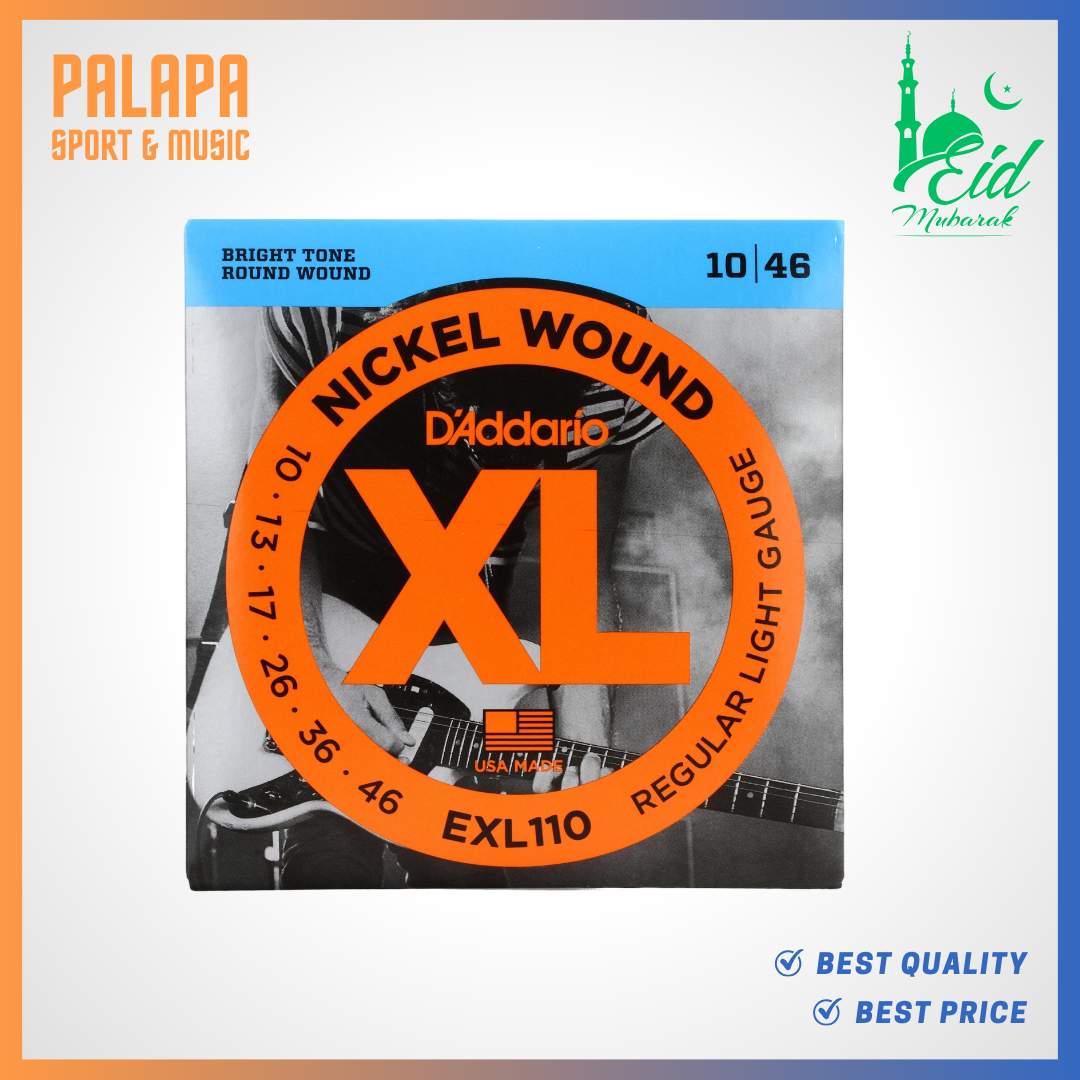 PALAPA
SPORT & MUSIC
Eid
Mubarak
BRIGHT TONE
ROUND WOUND
10|46
NICKEL WOUND
D'Addario
XL
10 · 13 · 17 · 26 · 36 · 46
REGULAR LIGHT GAUGE
USA MADE
EXL110
BEST QUALITY
BEST PRICE